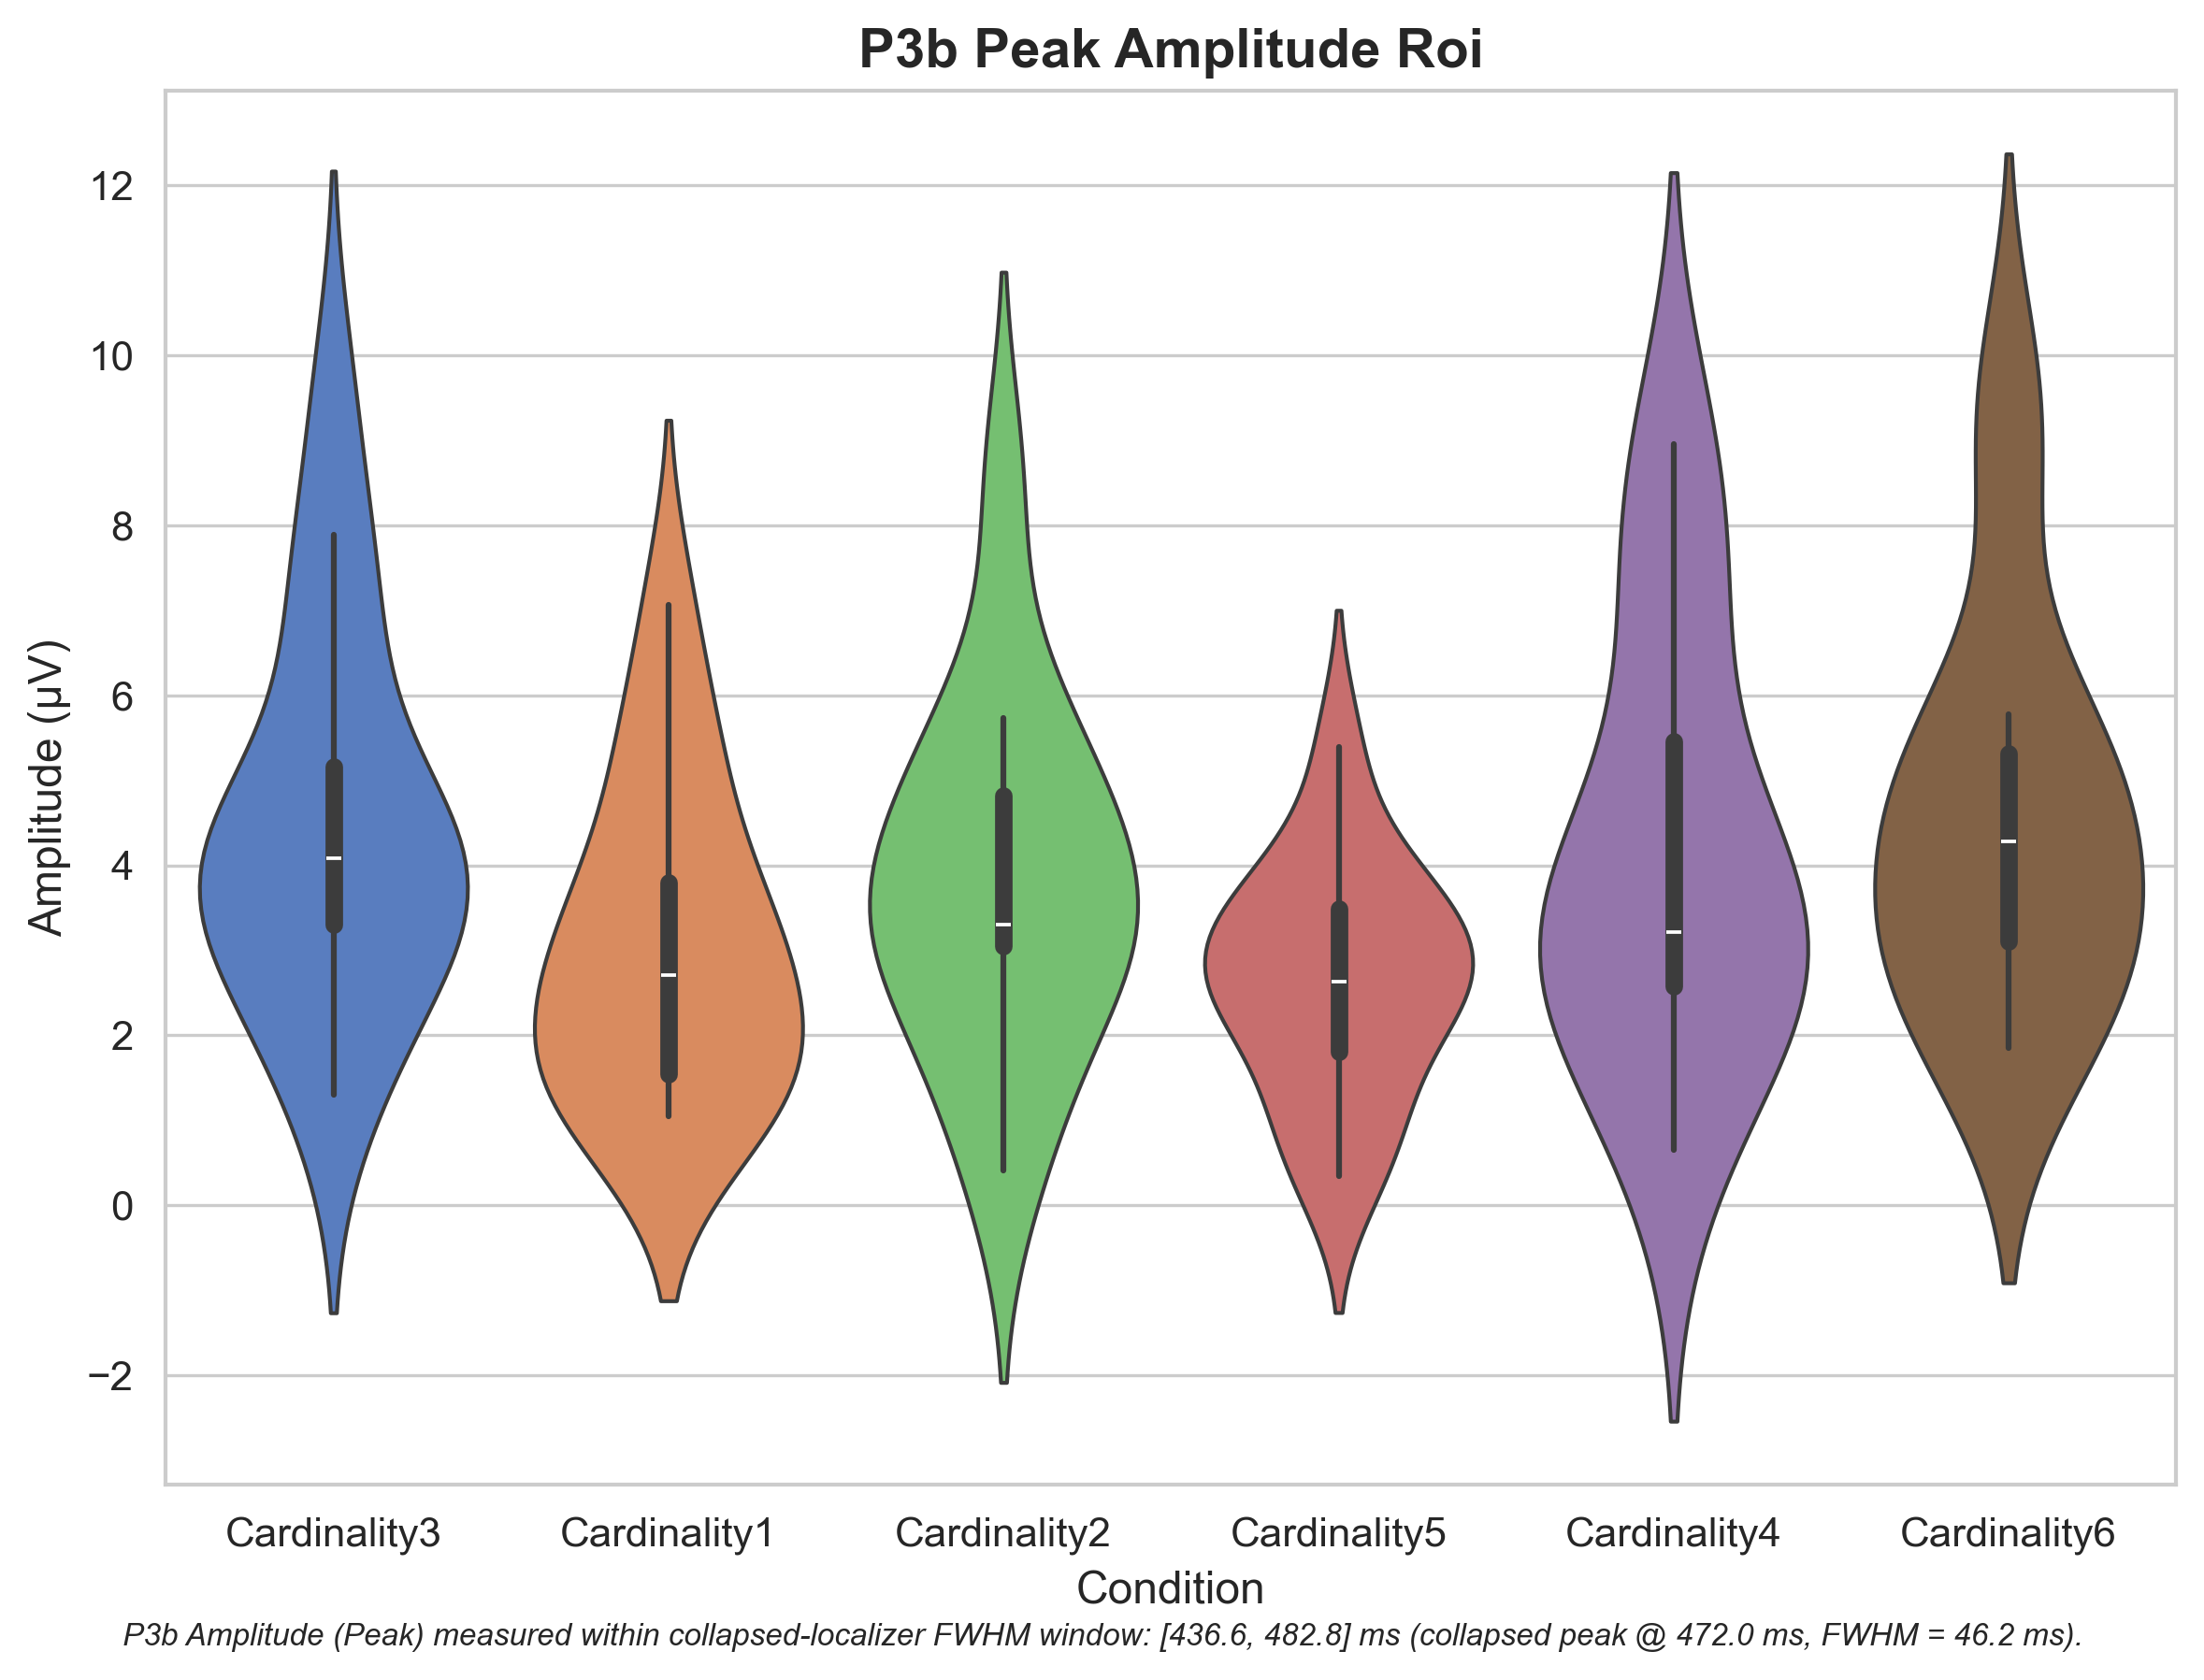 P3b Peak Amplitude Roi
12
10
8
6
4
2
0
−2
Amplitude (µV)
Cardinality3 Cardinality1 Cardinality2 Cardinality5 Cardinality4 Cardinality6
Condition
P3b Amplitude (Peak) measured within collapsed-localizer FWHM window: [436.6, 482.8] ms (collapsed peak @ 472.0 ms, FWHM = 46.2 ms).